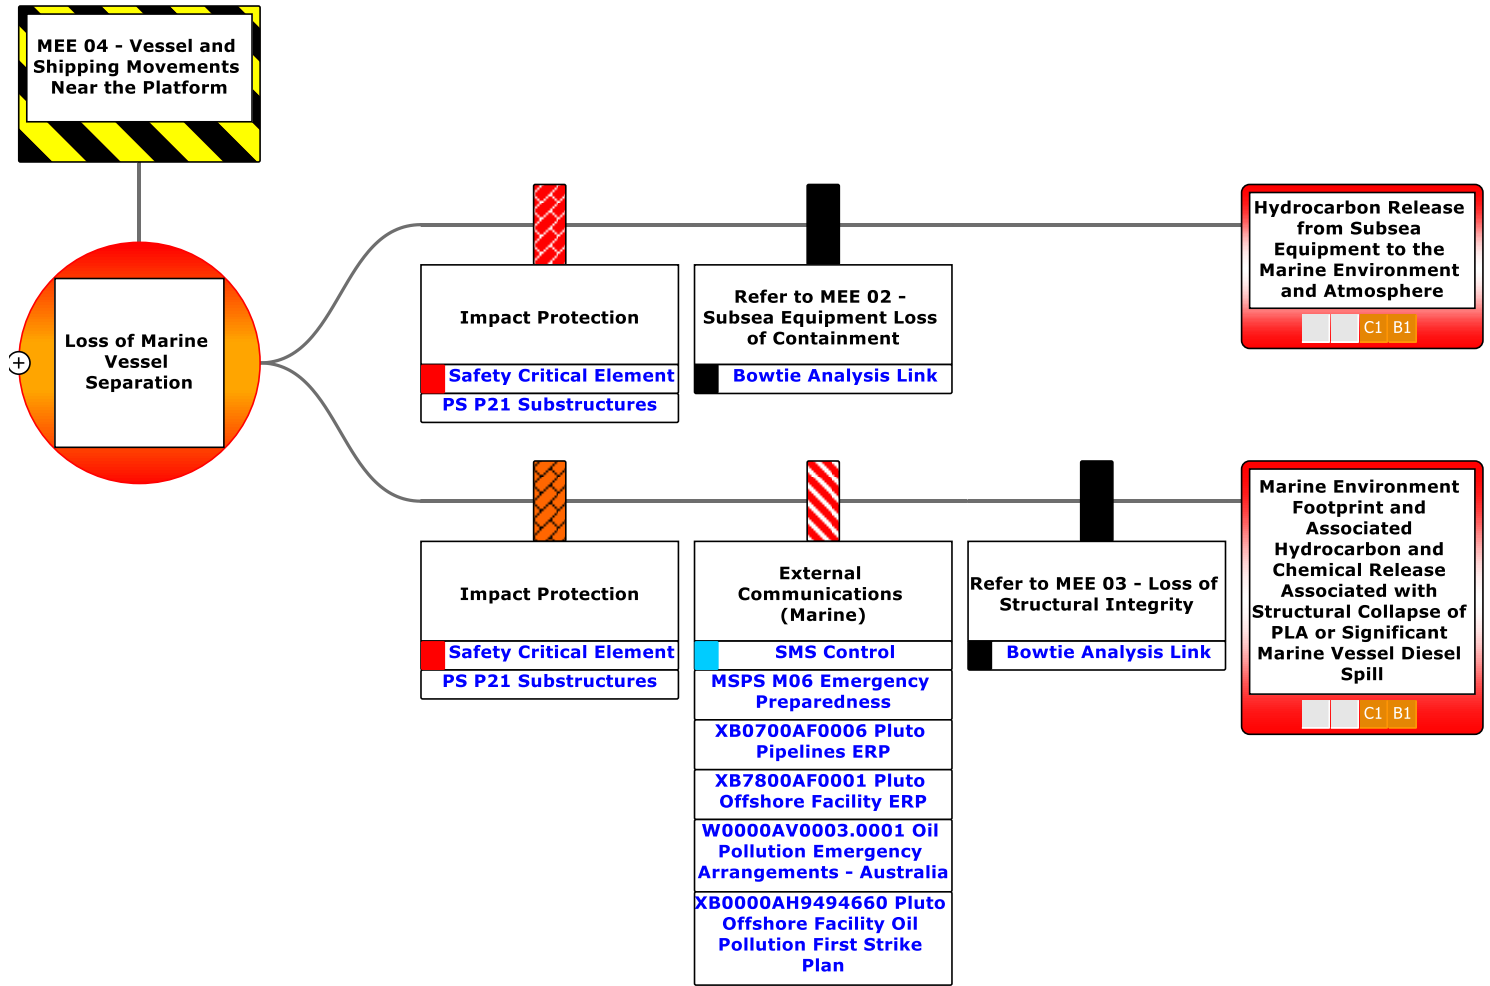 MEE 04 - Vessel and
Shipping Movements
Near the Platform
Loss of Marine
Vessel
Separation
Impact Protection
Safety Critical Element
PS P21 Substructures
Refer to MEE 02 -
Subsea Equipment Loss
of Containment
Bowtie Analysis Link
Hydrocarbon Release
from Subsea
Equipment to the
Marine Environment
and Atmosphere
C1 B1
Impact Protection
Safety Critical Element
PS P21 Substructures
External
Communications
(Marine)
SMS Control
MSPS M06 Emergency
Preparedness
XB0700AF0006 Pluto
Pipelines ERP
XB7800AF0001 Pluto
Offshore Facility ERP
W0000AV0003.0001 Oil
Pollution Emergency
Arrangements - Australia
XB0000AH9494660 Pluto
Offshore Facility Oil
Pollution First Strike
Plan
Refer to MEE 03 - Loss of
Structural Integrity
Bowtie Analysis Link
Marine Environment
Footprint and
Associated
Hydrocarbon and
Chemical Release
Associated with
Structural Collapse of
PLA or Significant
Marine Vessel Diesel
Spill
C1 B1